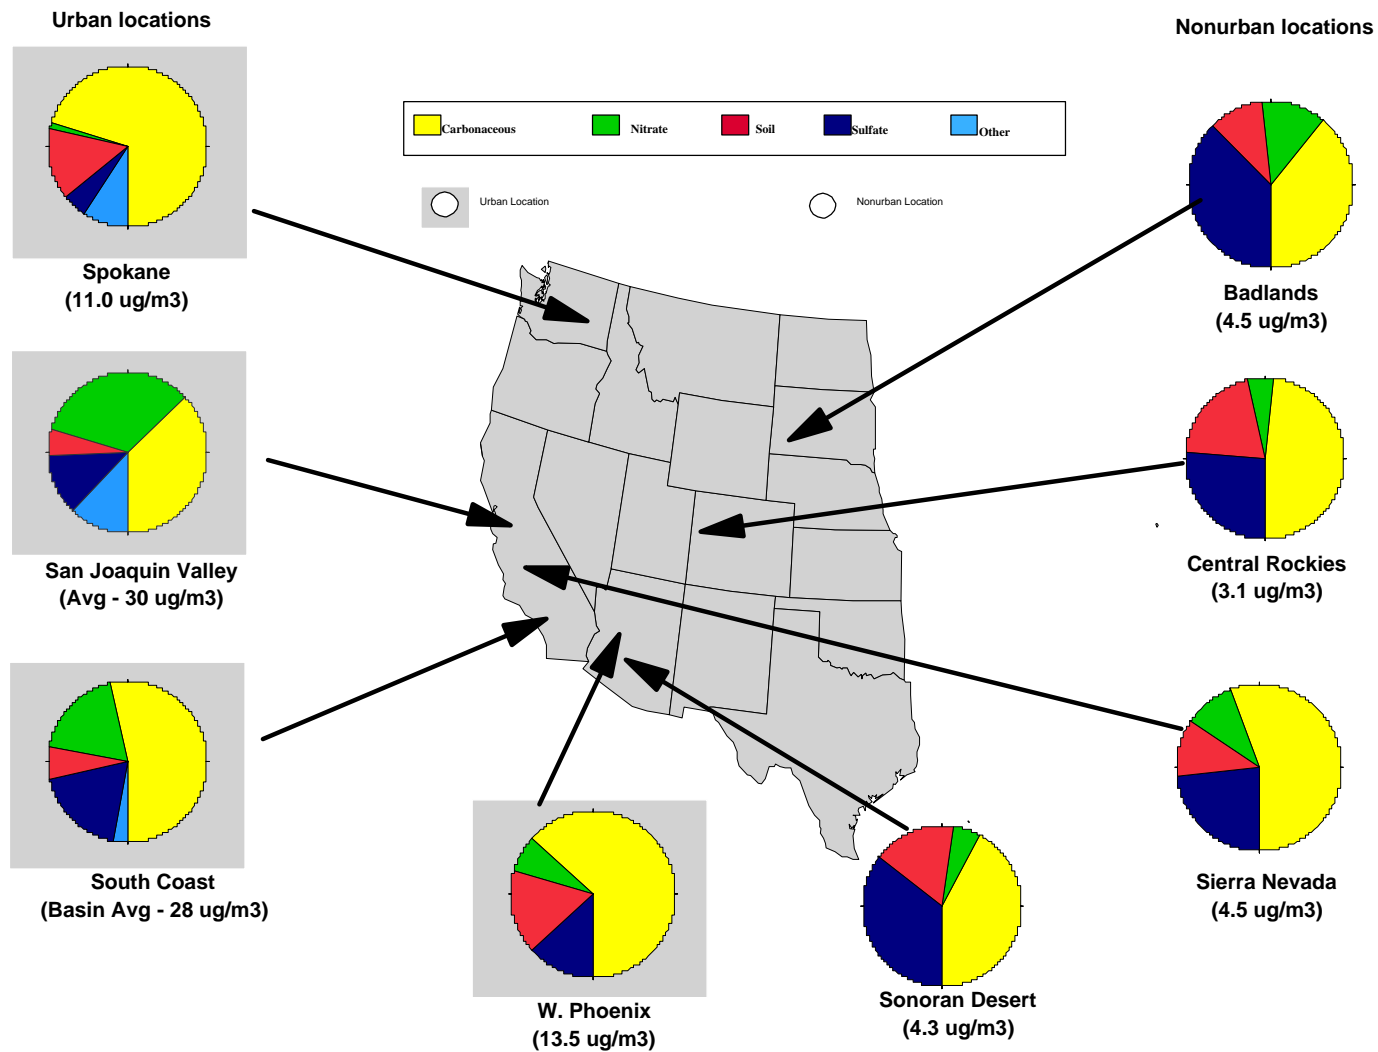 Urban locations
Nonurban locations
Carbonaceous
Nitrate
Soil
Sulfate
Other
Urban Location
Nonurban Location
Spokane
(11.0 ug/m3)
Badlands
(4.5 ug/m3)
San Joaquin Valley
(Avg - 30 ug/m3)
Central Rockies
(3.1 ug/m3)
South Coast
(Basin Avg - 28 ug/m3)
Sierra Nevada
(4.5 ug/m3)
W. Phoenix
(13.5 ug/m3)
Sonoran Desert
(4.3 ug/m3)